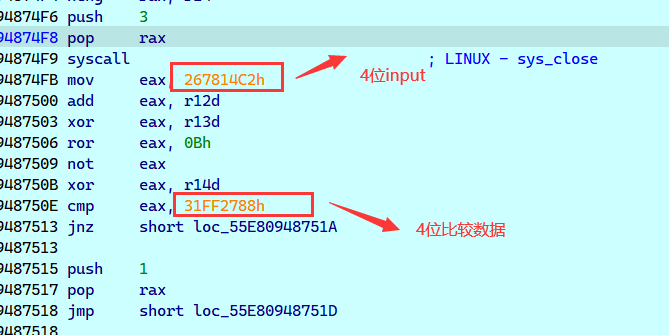 94874F6 push    3
94874F8 pop     rax
94874F9 syscall                 ; LINUX - sys_close
94874FB mov     eax, 267814C2h
4位input
9487500 add     eax, r12d
9487503 xor     eax, r13d
9487506 ror     eax, 0Bh
9487509 not     eax
948750B xor     eax, r14d
948750E cmp     eax, 31FF2788h
9487513 jnz     short loc_55E80948751A
4位比较数据
9487513
9487515 push    1
9487517 pop     rax
9487518 jmp     short loc_55E80948751D